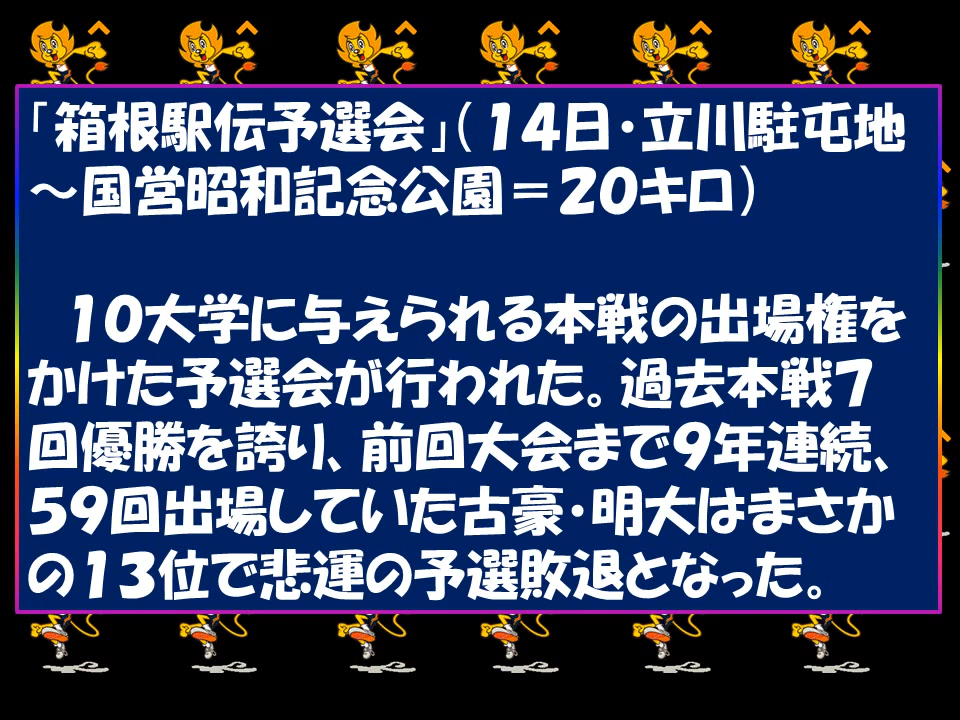 「箱根駅伝予選会」（１４日・立川駐屯地
～国営昭和記念公園＝２０キロ）
　１０大学に与えられる本戦の出場権を
かけた予選会が行われた。過去本戦７
回優勝を誇り、前回大会まで９年連続、
５９回出場していた古豪・明大はまさか
の１３位で悲運の予選敗退となった。